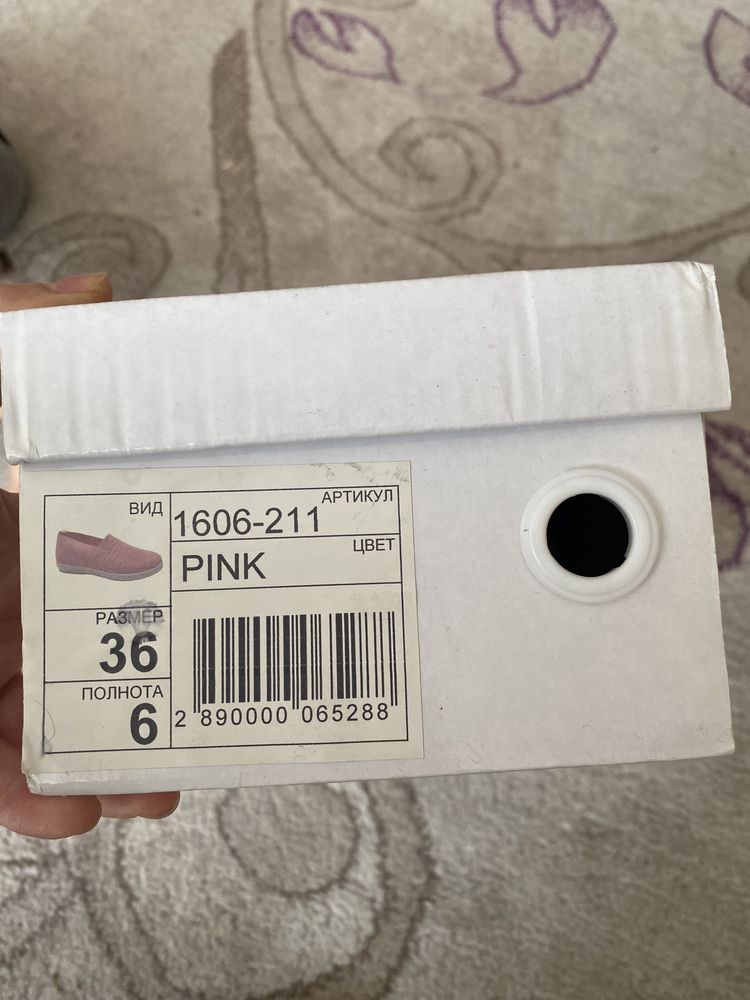 ВИД
АРТИКУЛ
1606-211
ЦВЕТ
PINK
РАЗМЕР
36
ПОЛНОТА
6
2 890000 065288